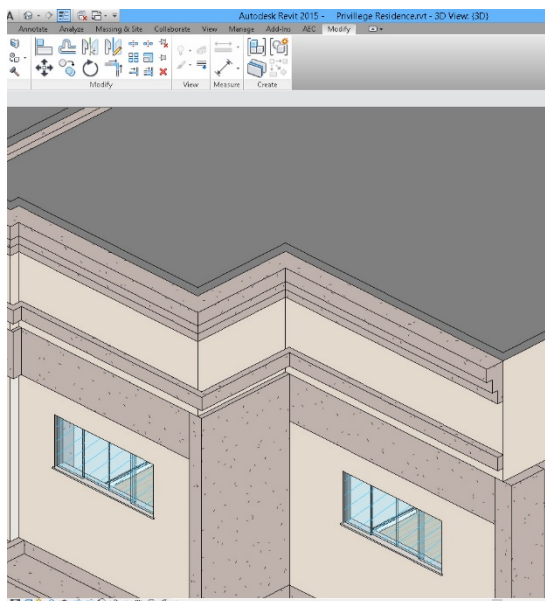 Autodesk Revit 2015 - Privillege Residence.rvt - 3D View: {3D}
Annotate Analyze Massing & Site Collaborate View Manage Add-Ins AEC Modify
Modify View Measure Create